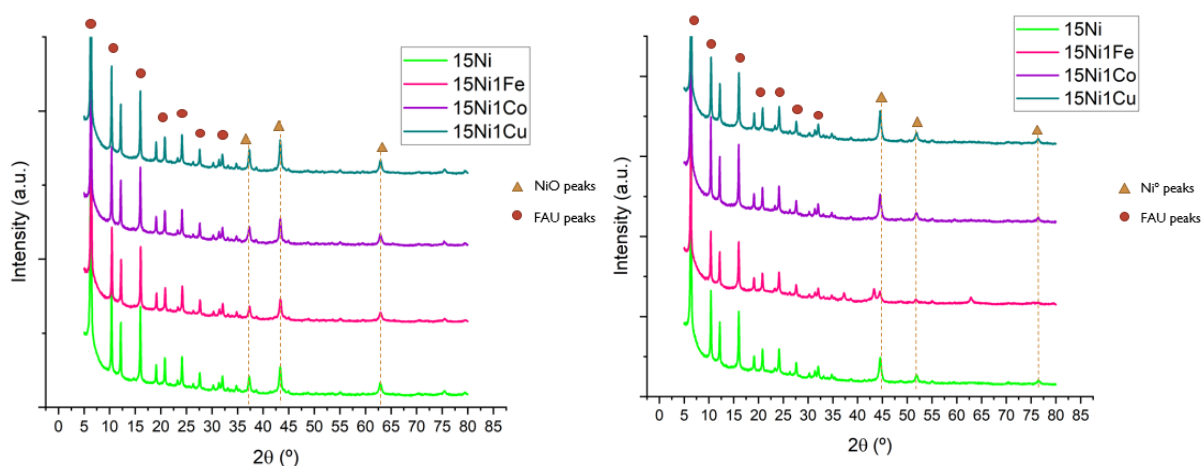 15Ni
15Ni1Fe
15Ni1Co
15Ni1Cu
Intensity (a.u.)
NiO peaks
FAU peaks
0 5 10 15 20 25 30 35 40 45 50 55 60 65 70 75 80 85
2θ (º)
15Ni
15Ni1Fe
15Ni1Co
15Ni1Cu
Intensity (a.u.)
Niº peaks
FAU peaks
0 5 10 15 20 25 30 35 40 45 50 55 60 65 70 75 80 85
2θ (º)